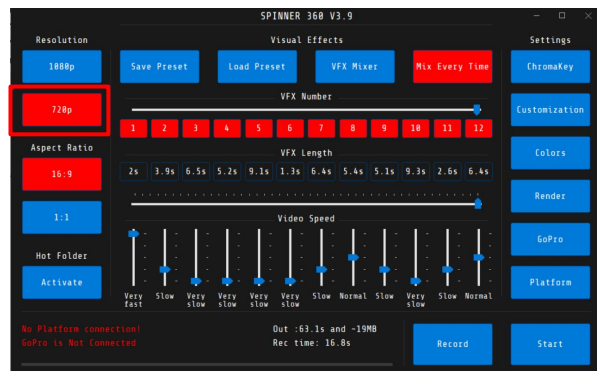 SPINNER 360 V3.9
Resolution
Visual Effects
Settings
1080p
Save Preset
Load Preset
VFX Mixer
Mix Every Time
ChromaKey
720p
VFX Number
Customization
1 2 3 4 5 6 7 8 9 10 11 12
Aspect Ratio
VFX Length
Colors
16:9
2s 3.9s 6.5s 5.2s 9.1s 1.3s 6.4s 5.4s 5.1s 9.3s 2.6s 6.4s
Render
1:1
Video Speed
GoPro
Hot Folder
Activate
Platform
Very fast
Slow
Very slow
Very slow
Very slow
Very slow
Slow
Normal
Slow
Very slow
Slow
Normal
No Platform connection!
GoPro is Not Connected
Out :63.1s and ~19MB
Rec time: 16.8s
Record
Start